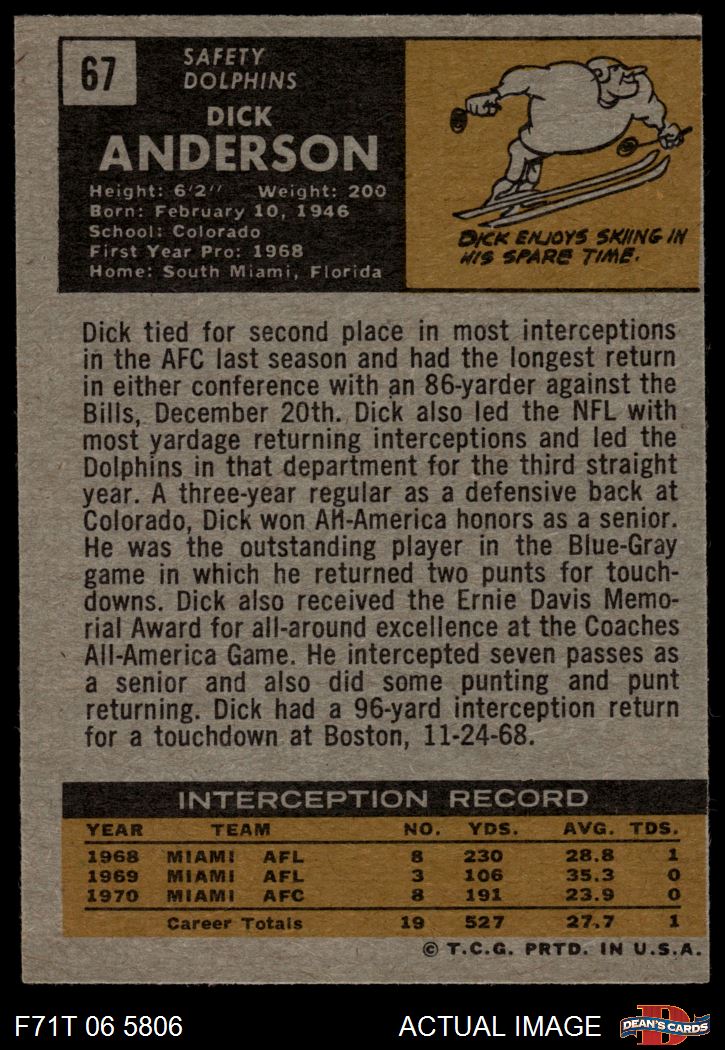 67
SAFETY
DOLPHINS
DICK
ANDERSON
Height: 6'2'' Weight: 200
Born: February 10, 1946
School: Colorado
First Year Pro: 1968
Home: South Miami, Florida
DICK ENJOYS SKIING IN
HIS SPARE TIME.
Dick tied for second place in most interceptions
in the AFC last season and had the longest return
in either conference with an 86-yarder against the
Bills, December 20th. Dick also led the NFL with
most yardage returning interceptions and led the
Dolphins in that department for the third straight
year. A three-year regular as a defensive back at
Colorado, Dick won All-America honors as a senior.
He was the outstanding player in the Blue-Gray
game in which he returned two punts for touch-
downs. Dick also received the Ernie Davis Memo-
rial Award for all-around excellence at the Coaches
All-America Game. He intercepted seven passes as
a senior and also did some punting and punt
returning. Dick had a 96-yard interception return
for a touchdown at Boston, 11-24-68.
INTERCEPTION RECORD
YEAR TEAM NO. YDS. AVG. TDS.
1968 MIAMI AFL 8 230 28.8 1
1969 MIAMI AFL 3 106 35.3 0
1970 MIAMI AFC 8 191 23.9 0
Career Totals 19 527 27.7 1
© T.C.G. PRTD. IN U.S.A.
F71T 06 5806 ACTUAL IMAGE D DEAN'S CARDS